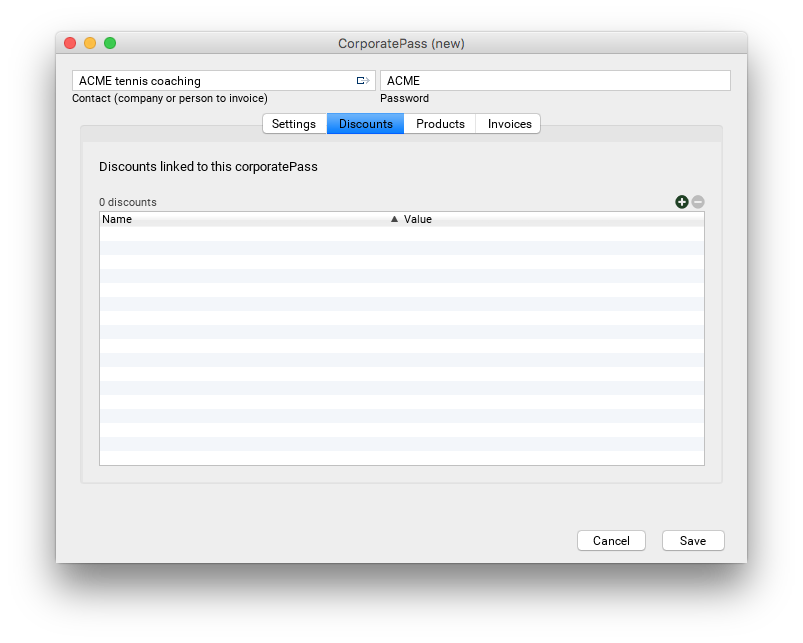 CorporatePass (new)
ACME tennis coaching
ACME
Contact (company or person to invoice)
Password
Settings
Discounts
Products
Invoices
Discounts linked to this corporatePass
0 discounts
Name
Value
Cancel
Save